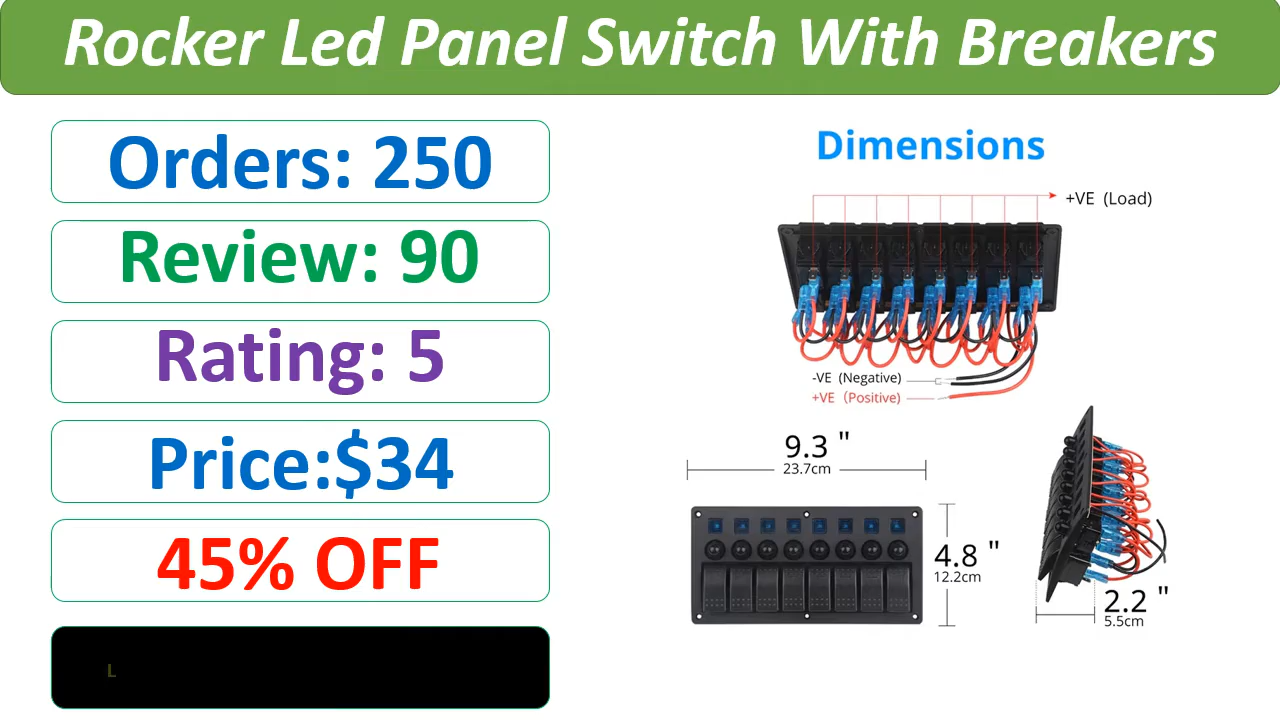 Rocker Led Panel Switch With Breakers
Orders: 250
Review: 90
Rating: 5
Price:$34
45% OFF
L
Dimensions
+VE (Load)
-VE (Negative)
+VE (Positive)
9.3 "
23.7cm
4.8 "
12.2cm
2.2 "
5.5cm